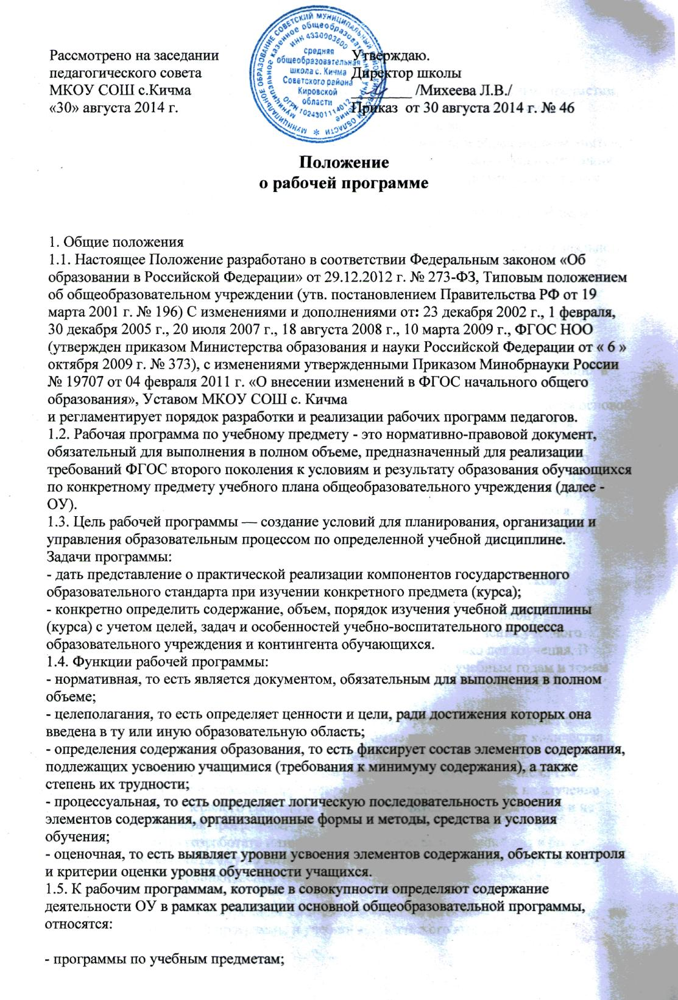 Рассмотрено на заседании
педагогического совета
МКОУ СОШ с.Кичма
«30» августа 2014 г.
МУНИЦИПАЛЬНОЕ ОБРАЗОВАНИЕ СОВЕТСКИЙ МУНИЦИПАЛЬНЫЙ РАЙОН КИРОВСКОЙ ОБЛАСТИ
муниципальное казенное общеобразовательное учреждение
ИНН 4330003600
средняя
общеобразовательная
школа с. Кичма
Советского района
Кировской
области
ОГРН 1024301114012
Утверждаю.
Директор школы
________ /Михеева Л.В./
Приказ от 30 августа 2014 г. № 46
Положение
о рабочей программе
1. Общие положения
1.1. Настоящее Положение разработано в соответствии Федеральным законом «Об
образовании в Российской Федерации» от 29.12.2012 г. № 273-ФЗ, Типовым положением
об общеобразовательном учреждении (утв. постановлением Правительства РФ от 19
марта 2001 г. № 196) С изменениями и дополнениями от: 23 декабря 2002 г., 1 февраля,
30 декабря 2005 г., 20 июля 2007 г., 18 августа 2008 г., 10 марта 2009 г., ФГОС НОО
(утвержден приказом Министерства образования и науки Российской Федерации от « 6 »
октября 2009 г. № 373), с изменениями утвержденными Приказом Минобрнауки России
№ 19707 от 04 февраля 2011 г. «О внесении изменений в ФГОС начального общего
образования», Уставом МКОУ СОШ с. Кичма
и регламентирует порядок разработки и реализации рабочих программ педагогов.
1.2. Рабочая программа по учебному предмету - это нормативно-правовой документ,
обязательный для выполнения в полном объеме, предназначенный для реализации
требований ФГОС второго поколения к условиям и результату образования обучающихся
по конкретному предмету учебного плана общеобразовательного учреждения (далее -
ОУ).
1.3. Цель рабочей программы — создание условий для планирования, организации и
управления образовательным процессом по определенной учебной дисциплине.
Задачи программы:
- дать представление о практической реализации компонентов государственного
образовательного стандарта при изучении конкретного предмета (курса);
- конкретно определить содержание, объем, порядок изучения учебной дисциплины
(курса) с учетом целей, задач и особенностей учебно-воспитательного процесса
образовательного учреждения и контингента обучающихся.
1.4. Функции рабочей программы:
- нормативная, то есть является документом, обязательным для выполнения в полном
объеме;
- целеполагания, то есть определяет ценности и цели, ради достижения которых она
введена в ту или иную образовательную область;
- определения содержания образования, то есть фиксирует состав элементов содержания,
подлежащих усвоению учащимися (требования к минимуму содержания), а также
степень их трудности;
- процессуальная, то есть определяет логическую последовательность усвоения
элементов содержания, организационные формы и методы, средства и условия
обучения;
- оценочная, то есть выявляет уровни усвоения элементов содержания, объекты контроля
и критерии оценки уровня обученности учащихся.
1.5. К рабочим программам, которые в совокупности определяют содержание
деятельности ОУ в рамках реализации основной общеобразовательной программы,
относятся:
- программы по учебным предметам;